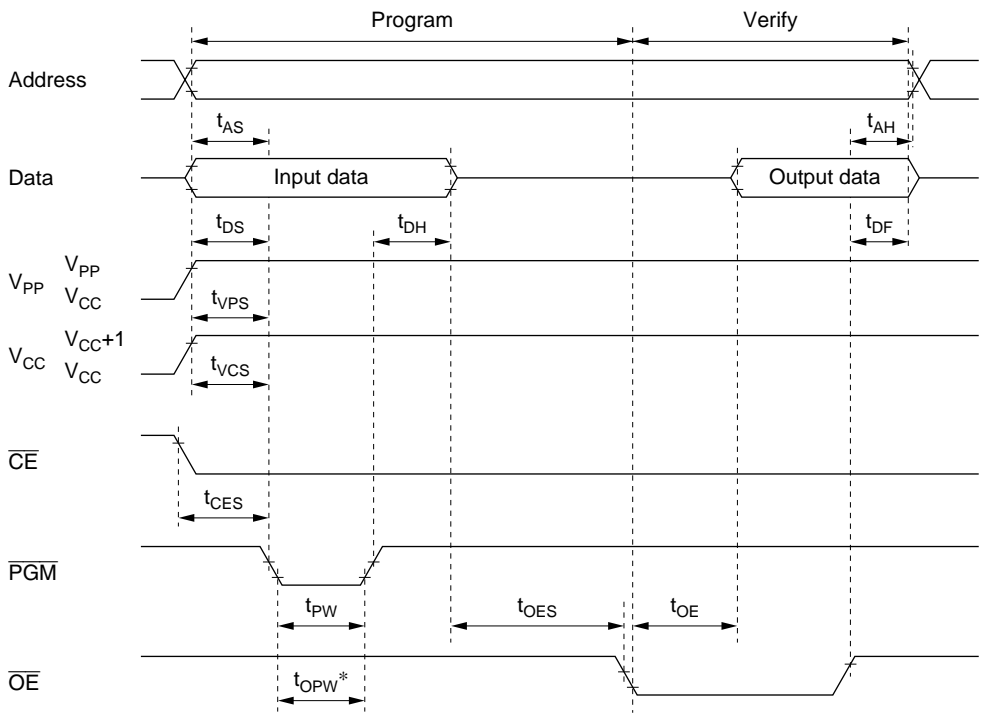 Program Verify
Address
tAS tAH
Data Input data Output data
tDS tDH tDF
VPP VPP
VCC
tVPS
VCC VCC+1
VCC
tVCS
CE
tCES
PGM
tPW tOES tOE
OE
tOPW*